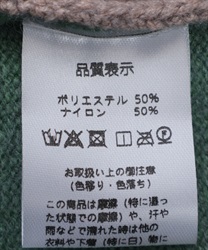 品質表示
ポリエステル 50%
ナイロン 50%
お取扱い上の御注意
(色移り・色落ち)
この商品は摩擦(特に湿っ
た状態での摩擦)や、汗や
雨などで濡れた時は他の
衣料や下着(特に白)物に